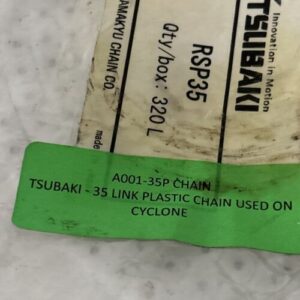 TSUBAKI
Innovation in Motion
RSP35
Qty/box: 320 L
AMAKYU CHAIN CO.
made
A001-35P CHAIN
TSUBAKI - 35 LINK PLASTIC CHAIN USED ON
CYCLONE